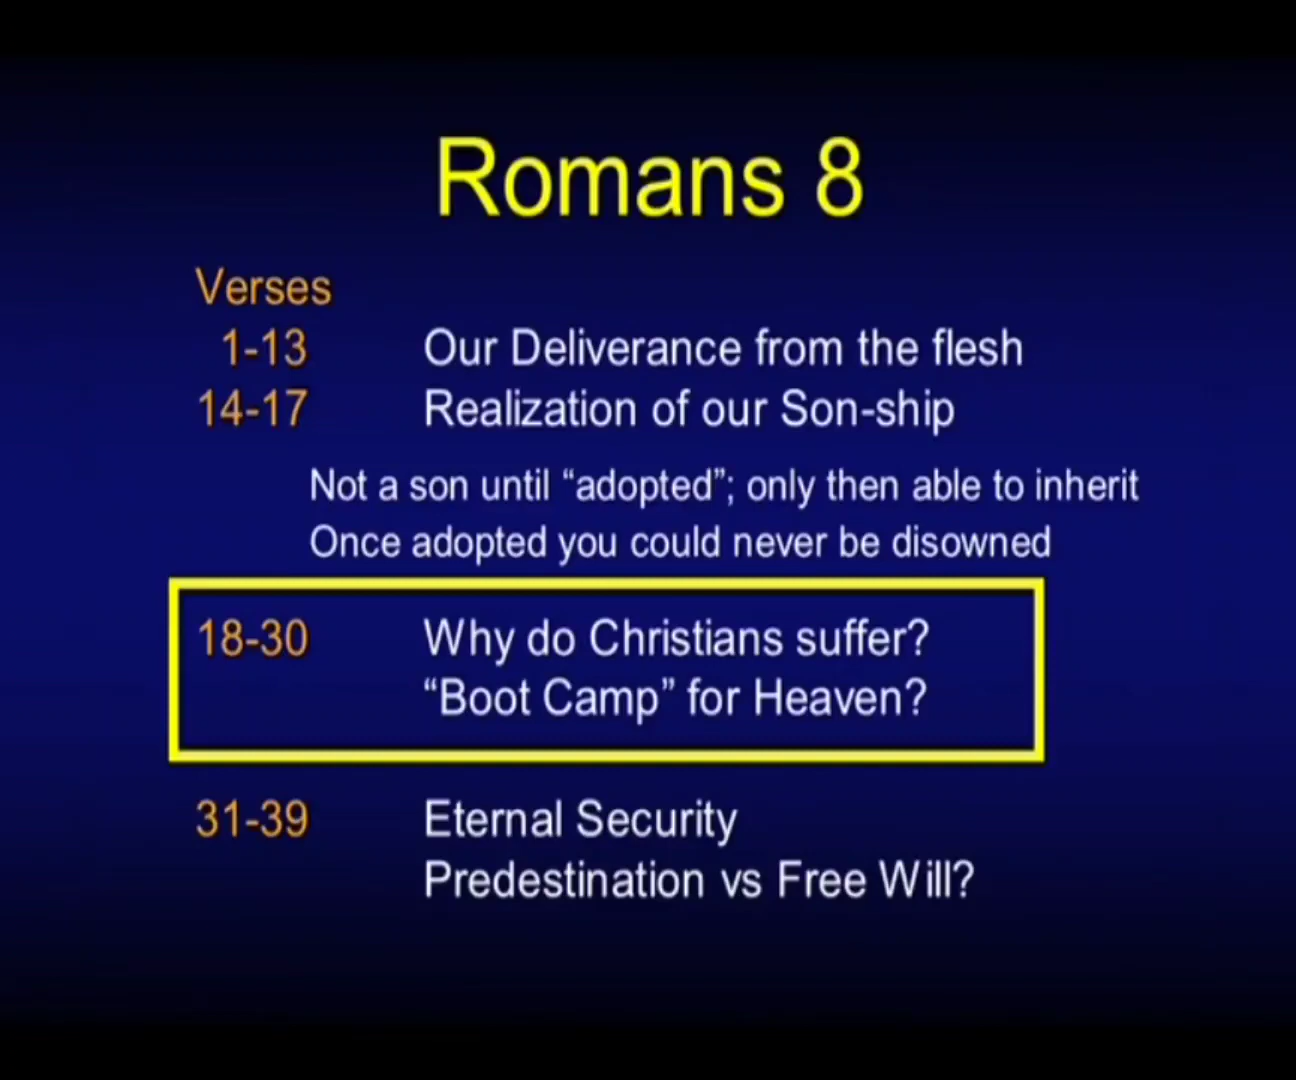 Romans 8
Verses
1-13 Our Deliverance from the flesh
14-17 Realization of our Son-ship
Not a son until “adopted”; only then able to inherit
Once adopted you could never be disowned
18-30 Why do Christians suffer?
“Boot Camp” for Heaven?
31-39 Eternal Security
Predestination vs Free Will?